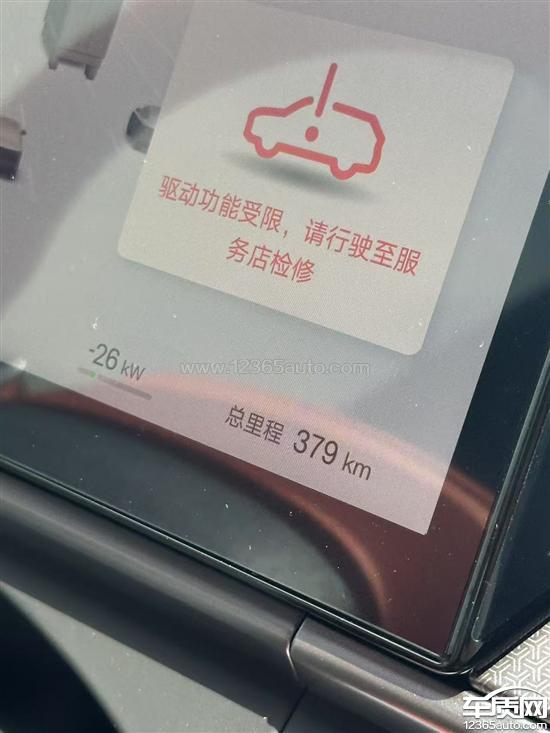 驱动功能受限，请行驶至服
务店检修
www.12365auto.com
-26 kW
总里程 379 km
车质网
12365auto.com